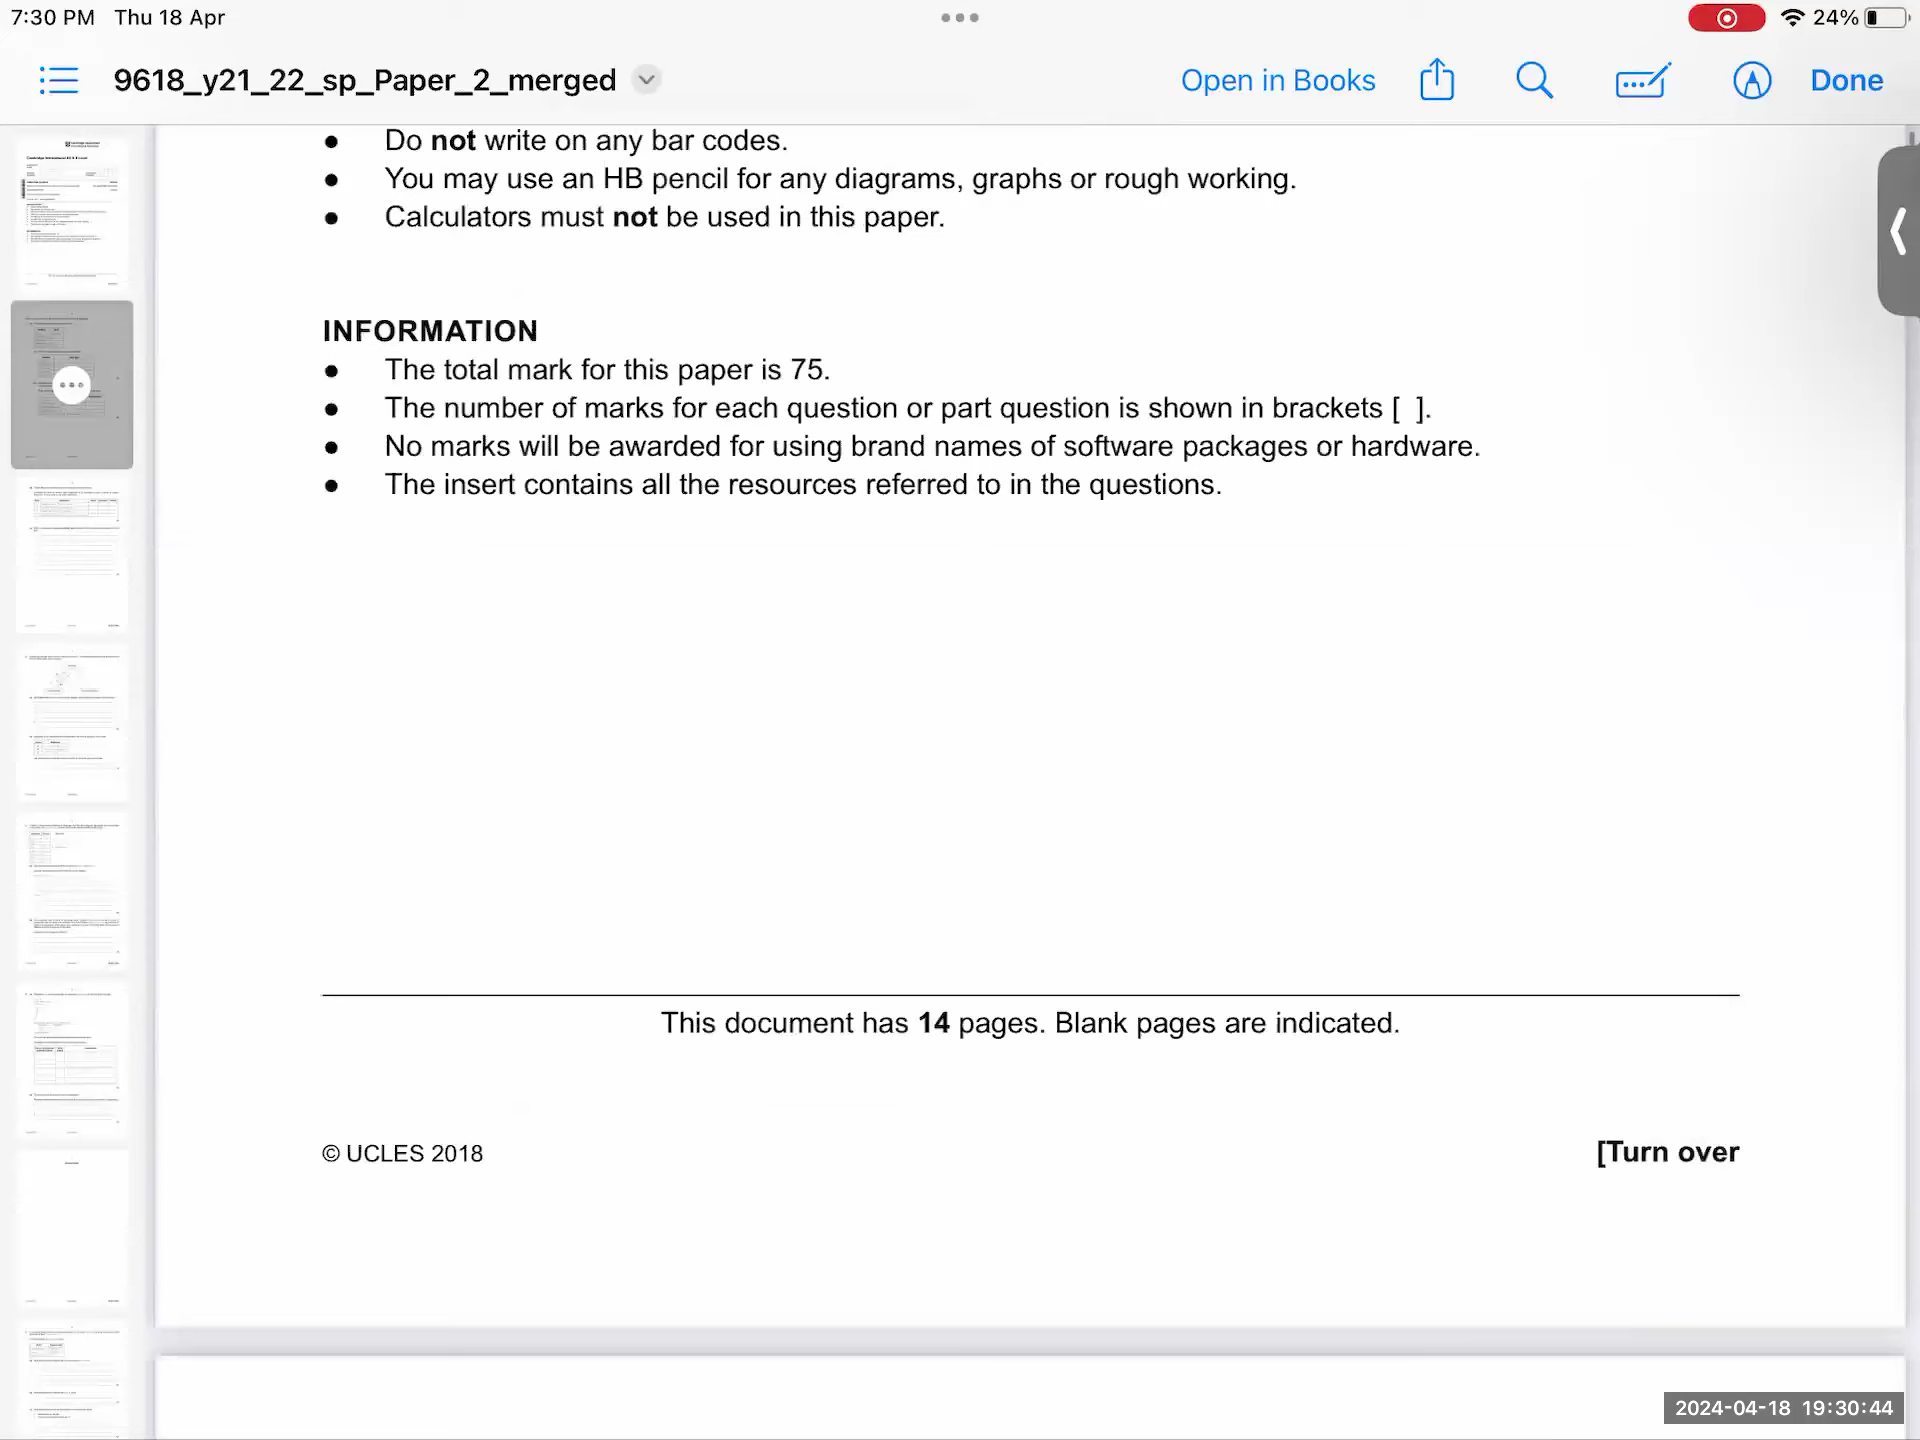 7:30 PM Thu 18 Apr
24%
9618_y21_22_sp_Paper_2_merged
Open in Books
Done
• Do not write on any bar codes.
• You may use an HB pencil for any diagrams, graphs or rough working.
• Calculators must not be used in this paper.
INFORMATION
• The total mark for this paper is 75.
• The number of marks for each question or part question is shown in brackets [ ].
• No marks will be awarded for using brand names of software packages or hardware.
• The insert contains all the resources referred to in the questions.
This document has 14 pages. Blank pages are indicated.
© UCLES 2018
[Turn over
2024-04-18 19:30:44